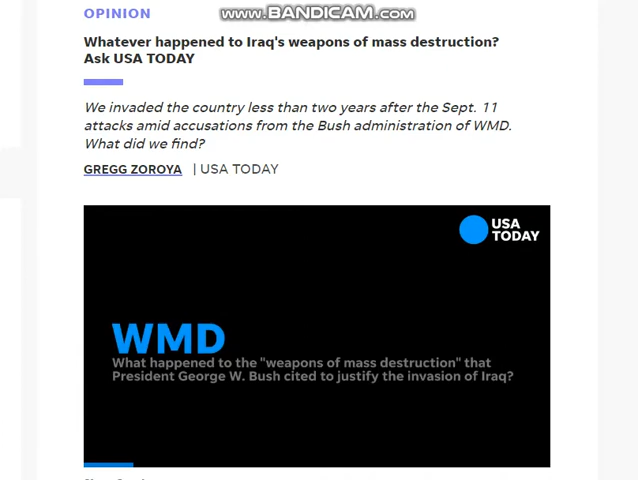 www.BANDICAM.com
OPINION
Whatever happened to Iraq's weapons of mass destruction?
Ask USA TODAY
We invaded the country less than two years after the Sept. 11
attacks amid accusations from the Bush administration of WMD.
What did we find?
GREGG ZOROYA | USA TODAY
USA
TODAY
WMD
What happened to the "weapons of mass destruction" that
President George W. Bush cited to justify the invasion of Iraq?